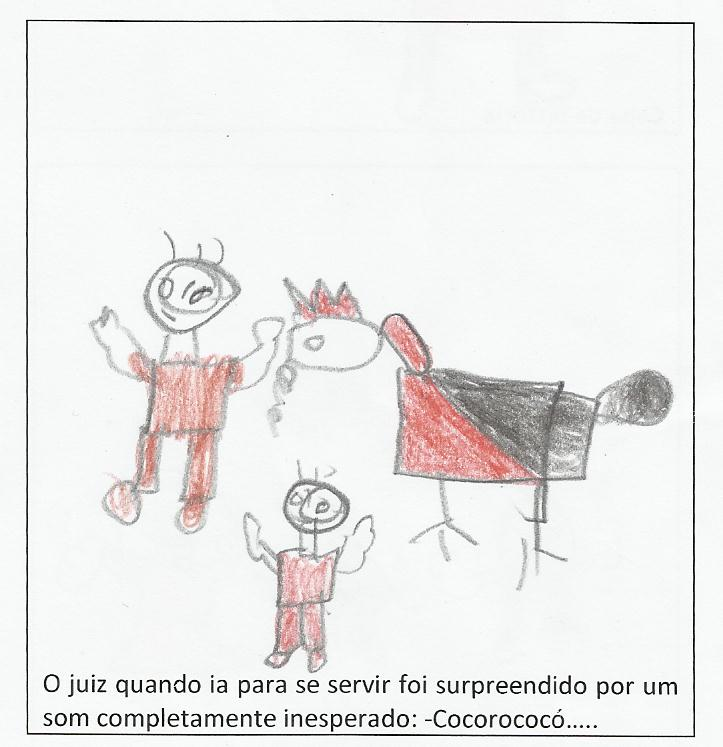 O juiz quando ia para se servir foi surpreendido por um
som completamente inesperado: -Cocorococó.....